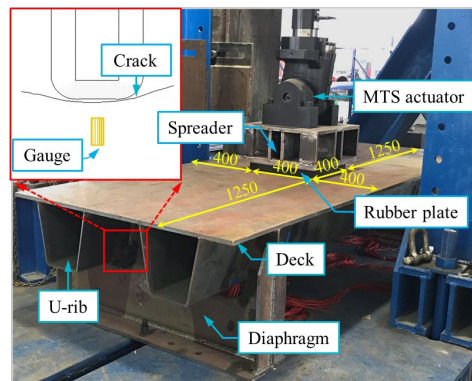 Crack
MTS actuator
Spreader
Gauge
400
400
400
1250
400
1250
Rubber plate
Deck
U-rib
Diaphragm